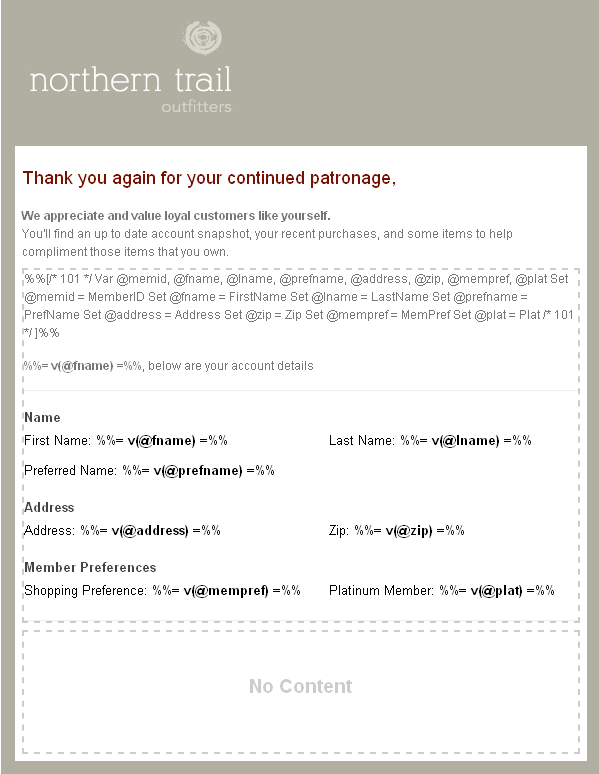 northern trail
outfitters
Thank you again for your continued patronage,
We appreciate and value loyal customers like yourself.
You'll find an up to date account snapshot, your recent purchases, and some items to help
compliment those items that you own.
%%[/* 101 */ Var @memid, @fname, @lname, @prefname, @address, @zip, @mempref, @plat Set
@memid = MemberID Set @fname = FirstName Set @lname = LastName Set @prefname =
PrefName Set @address = Address Set @zip = Zip Set @mempref = MemPref Set @plat = Plat /* 101
*/ ]%%
%%= v(@fname) =%%, below are your account details
Name
First Name: %%= v(@fname) =%% Last Name: %%= v(@lname) =%%
Preferred Name: %%= v(@prefname) =%%
Address
Address: %%= v(@address) =%% Zip: %%= v(@zip) =%%
Member Preferences
Shopping Preference: %%= v(@mempref) =%% Platinum Member: %%= v(@plat) =%%
No Content